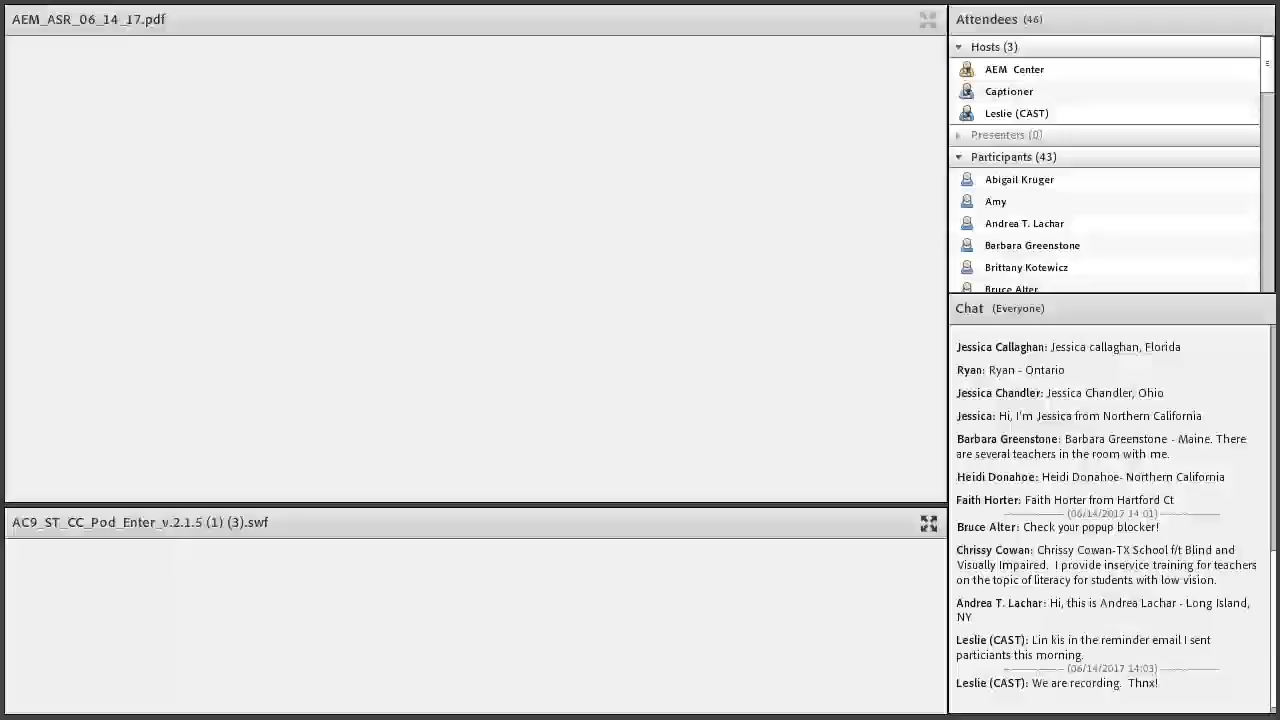 AEM_ASR_06_14_17.pdf
Attendees (46)
Hosts (3)
AEM Center
Captioner
Leslie (CAST)
Presenters (0)
Participants (43)
Abigail Kruger
Amy
Andrea T. Lachar
Barbara Greenstone
Brittany Kotewicz
Bruce Alter
Chat (Everyone)
Jessica Callaghan: Jessica callaghan, Florida
Ryan: Ryan - Ontario
Jessica Chandler: Jessica Chandler, Ohio
Jessica: Hi, I'm Jessica from Northern California
Barbara Greenstone: Barbara Greenstone - Maine. There
are several teachers in the room with me.
Heidi Donahoe: Heidi Donahoe- Northern California
Faith Horter: Faith Horter from Hartford Ct
(06/14/2017 14:01)
Bruce Alter: Check your popup blocker!
Chrissy Cowan: Chrissy Cowan-TX School f/t Blind and
Visually Impaired. I provide inservice training for teachers
on the topic of literacy for students with low vision.
Andrea T. Lachar: Hi, this is Andrea Lachar - Long Island,
NY
Leslie (CAST): Lin kis in the reminder email I sent
particiants this morning.
(06/14/2017 14:03)
Leslie (CAST): We are recording. Thnx!
AC9_ST_CC_Pod_Enter_v.2.1.5 (1) (3).swf